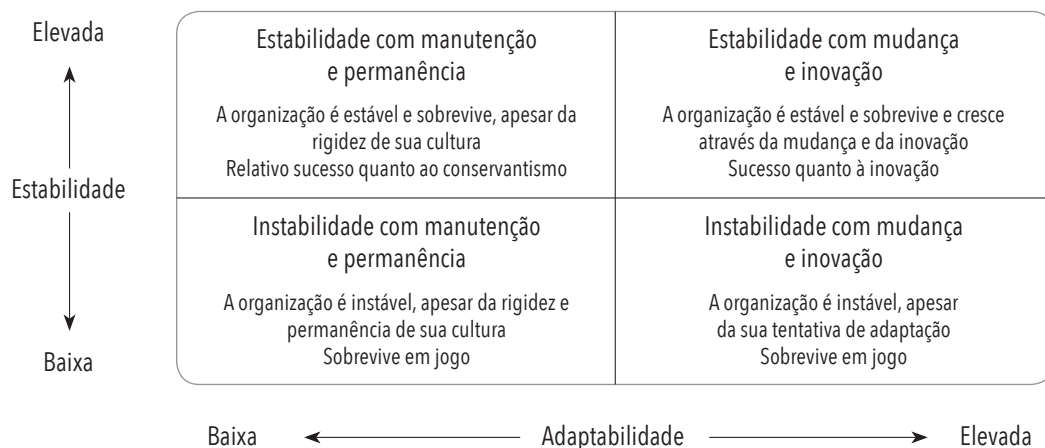 Elevada
Estabilidade
Baixa
Estabilidade com manutenção
e permanência
A organização é estável e sobrevive, apesar da
rigidez de sua cultura
Relativo sucesso quanto ao conservantismo
Estabilidade com mudança
e inovação
A organização é estável e sobrevive e cresce
através da mudança e da inovação
Sucesso quanto à inovação
Instabilidade com manutenção
e permanência
A organização é instável, apesar da rigidez e
permanência de sua cultura
Sobrevive em jogo
Instabilidade com mudança
e inovação
A organização é instável, apesar
da sua tentativa de adaptação
Sobrevive em jogo
Baixa
Adaptabilidade
Elevada